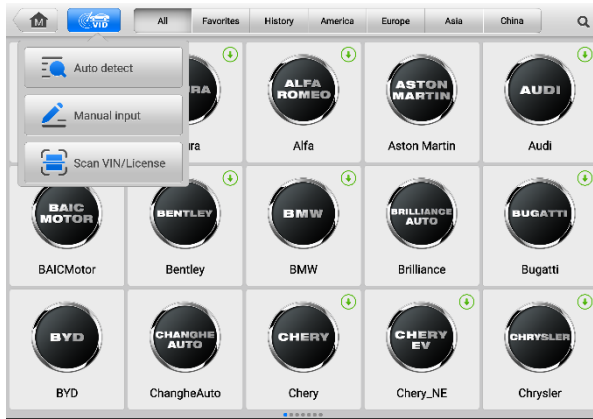 VID
All
Favorites
History
America
Europe
Asia
China
Auto detect
Manual input
Scan VIN/License
RA
ra
ALFA
ROMEO
Alfa
ASTON
MARTIN
Aston Martin
AUDI
Audi
BAIC
MOTOR
BAICMotor
BENTLEY
Bentley
BMW
BMW
BRILLIANCE
AUTO
Brilliance
BUGATTI
Bugatti
BYD
BYD
CHANGHE
AUTO
ChangheAuto
CHERY
Chery
CHERY
EV
Chery_NE
CHRYSLER
Chrysler